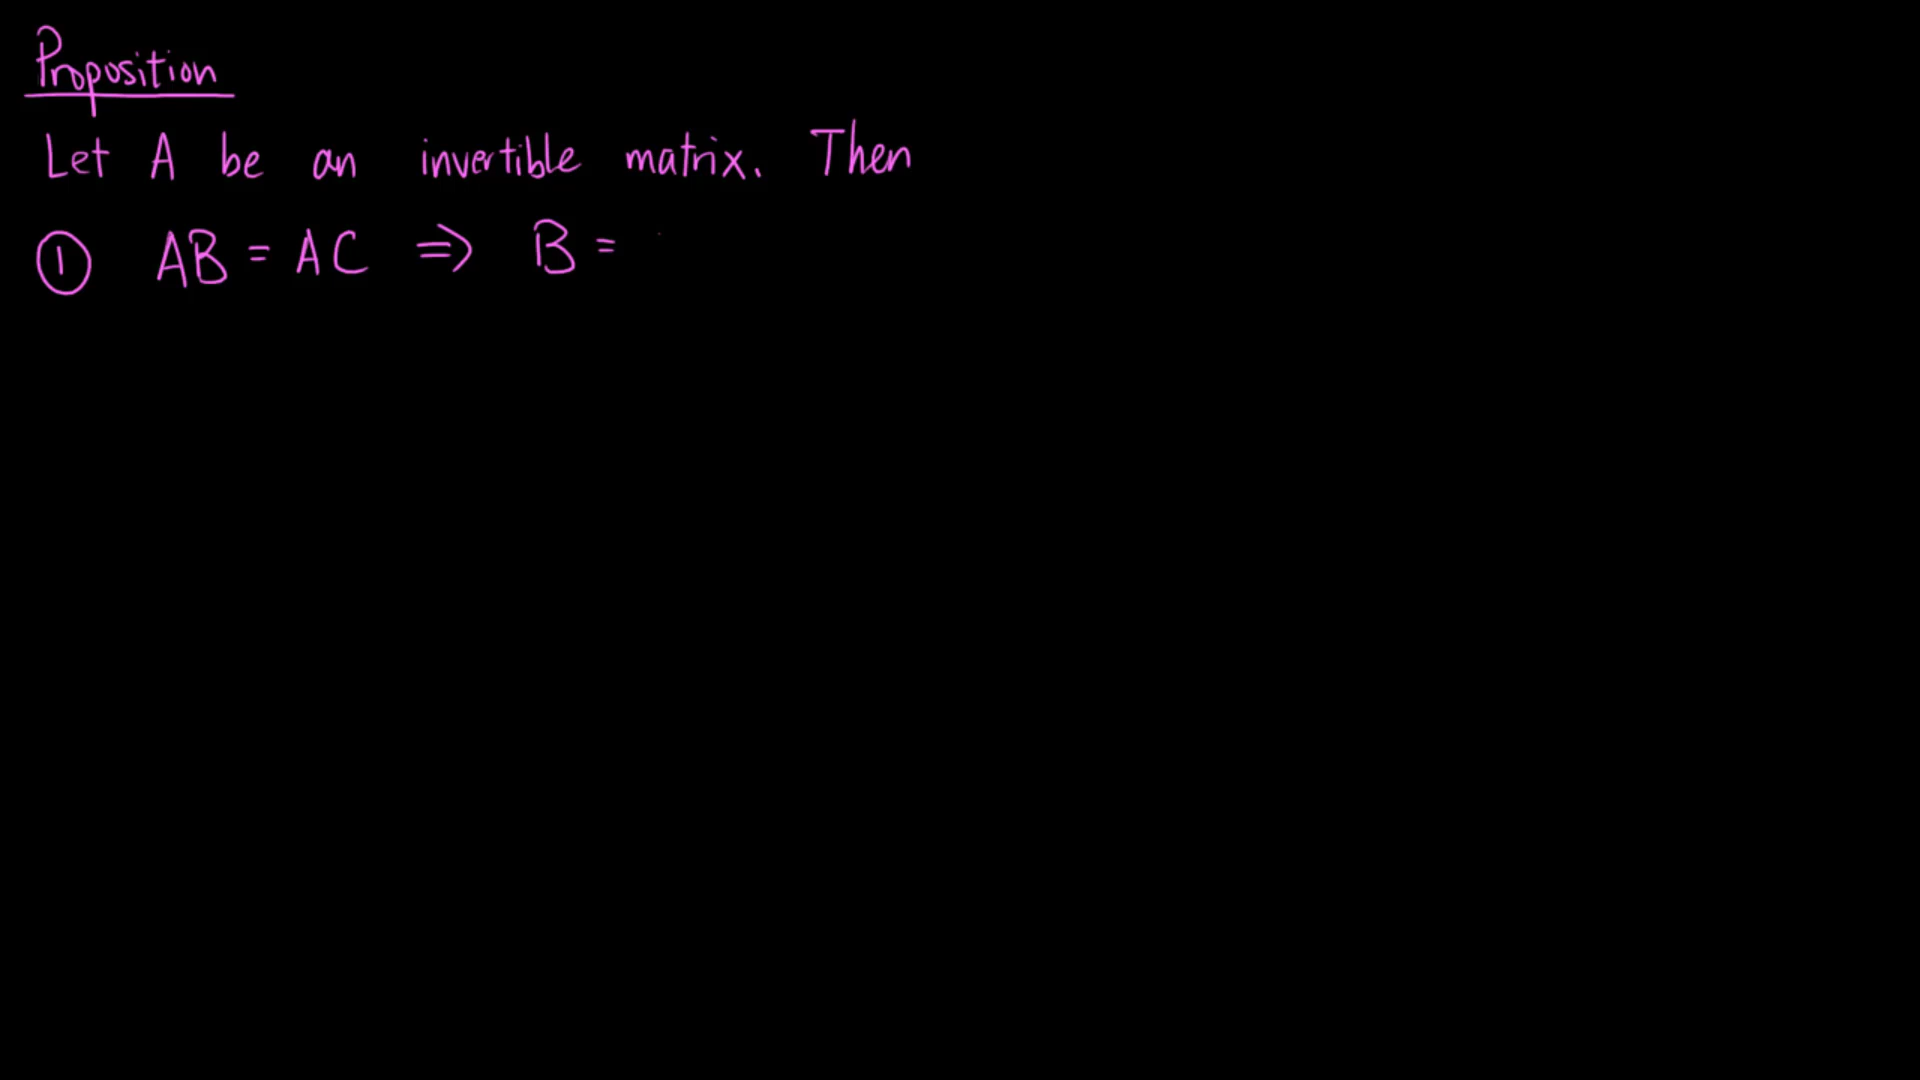 Proposition
Let A be an invertible matrix. Then
① AB = AC ⇒ B =